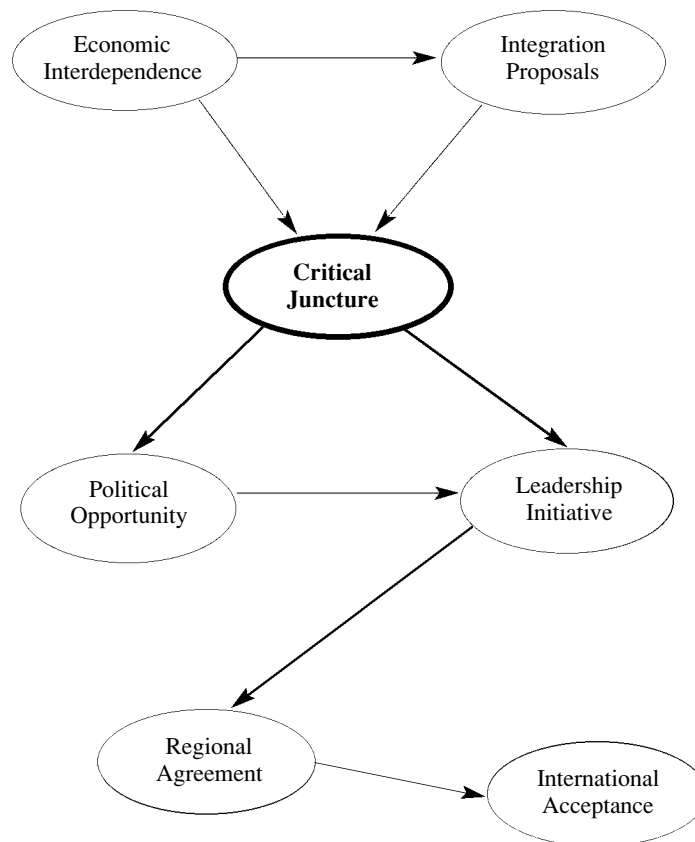 Economic
Interdependence
Integration
Proposals
Critical
Juncture
Political
Opportunity
Leadership
Initiative
Regional
Agreement
International
Acceptance